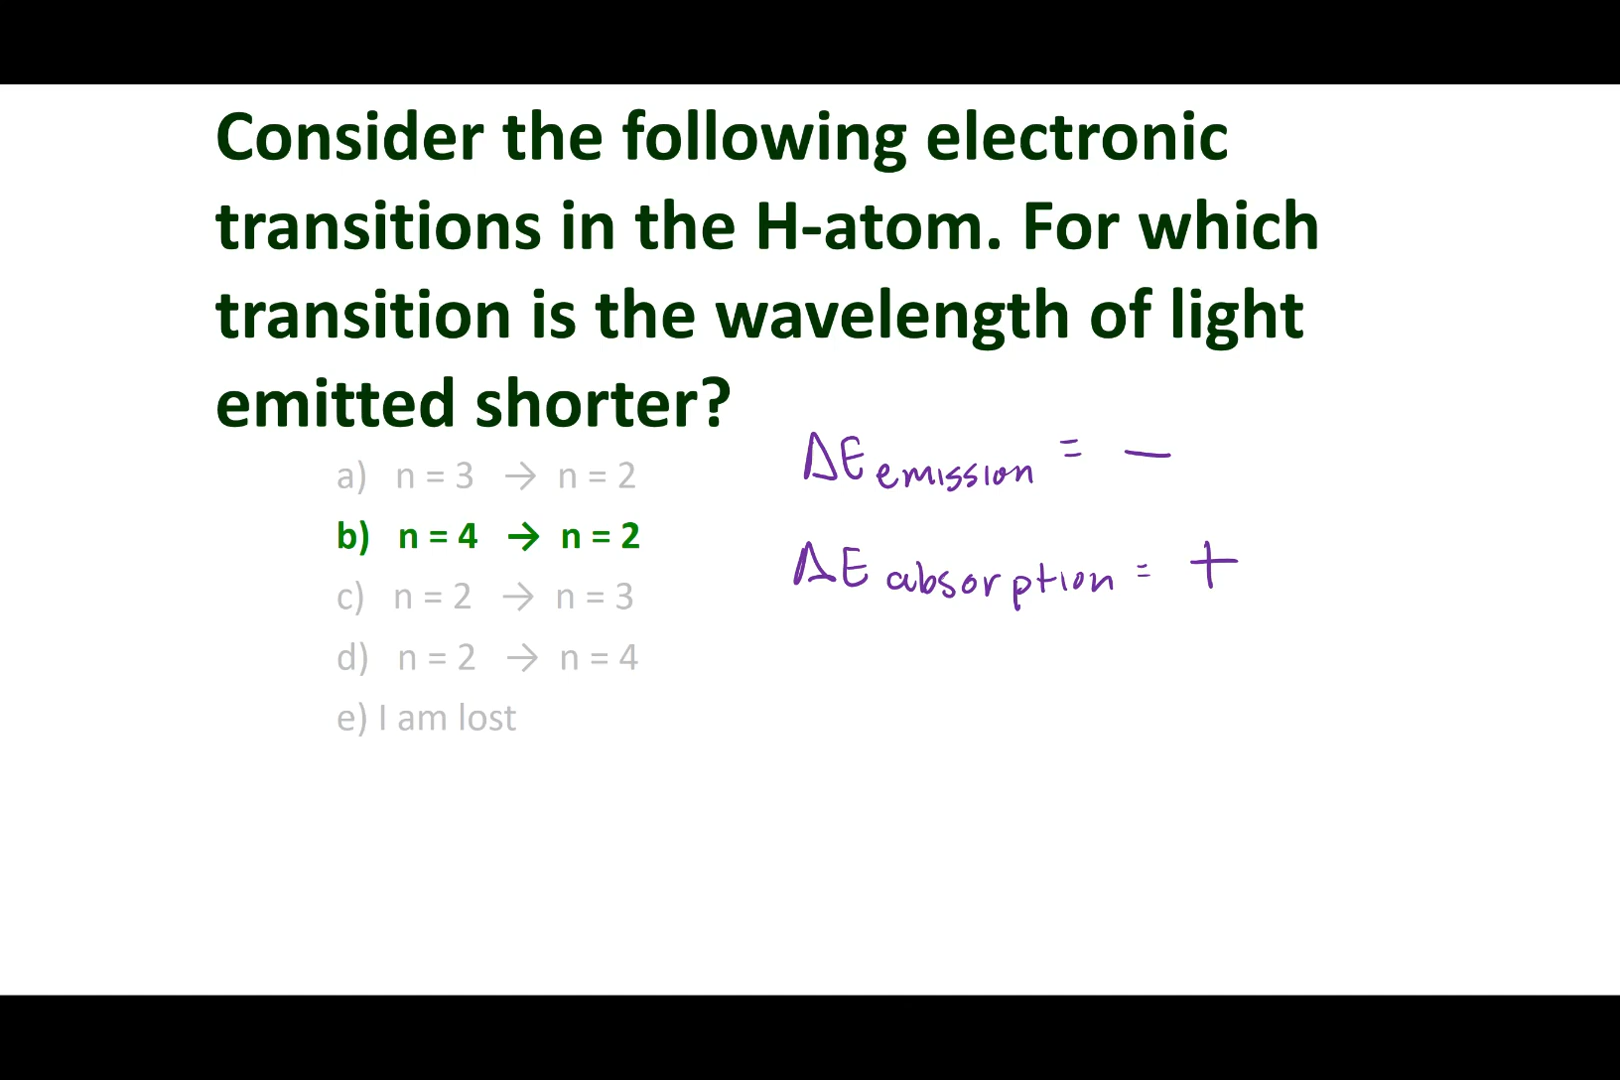 Consider the following electronic
transitions in the H-atom. For which
transition is the wavelength of light
emitted shorter?
a) n = 3 → n = 2
b) n = 4 → n = 2
c) n = 2 → n = 3
d) n = 2 → n = 4
e) I am lost
ΔE emission = −
ΔE absorption = +